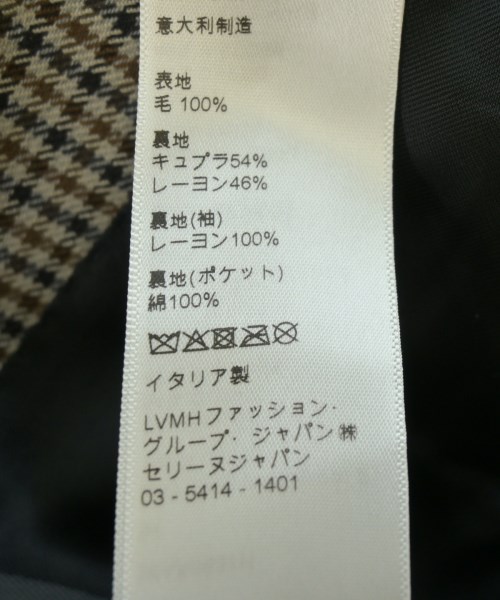 意大利制造
表地
毛 100%
裏地
キュプラ54%
レーヨン46%
裏地(袖)
レーヨン100%
裏地(ポケット)
綿100%
イタリア製
LVMHファッション・
グループ・ジャパン㈱
セリーヌジャパン
03 - 5414 - 1401